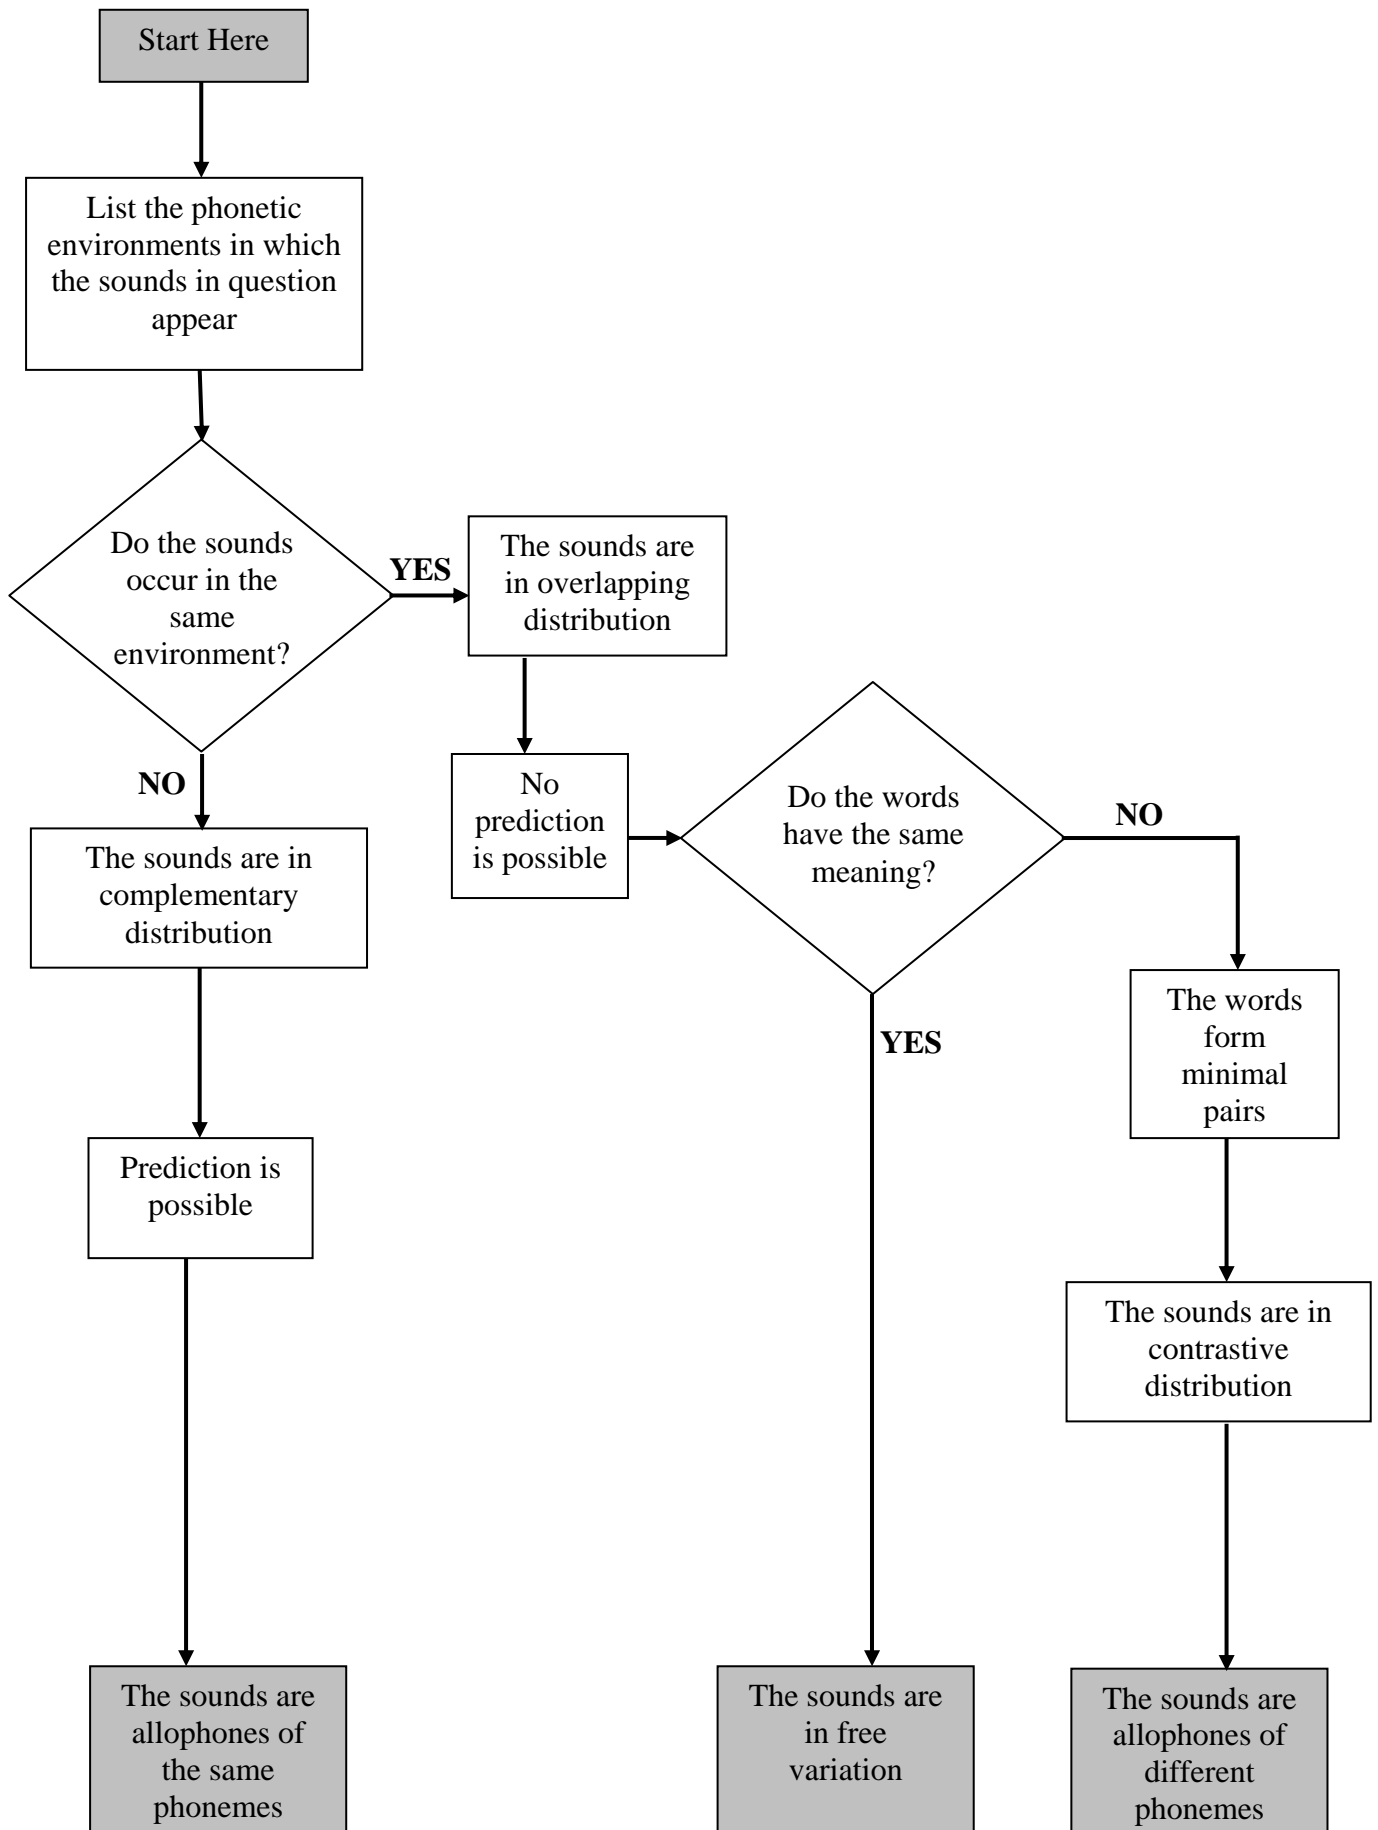 Start Here
List the phonetic
environments in which
the sounds in question
appear
Do the sounds
occur in the
same
environment?
YES
The sounds are
in overlapping
distribution
NO
No
prediction
is possible
Do the words
have the same
meaning?
NO
The sounds are in
complementary
distribution
The words
form
minimal
pairs
YES
Prediction is
possible
The sounds are in
contrastive
distribution
The sounds are
allophones of
the same
phonemes
The sounds are
in free
variation
The sounds are
allophones of
different
phonemes